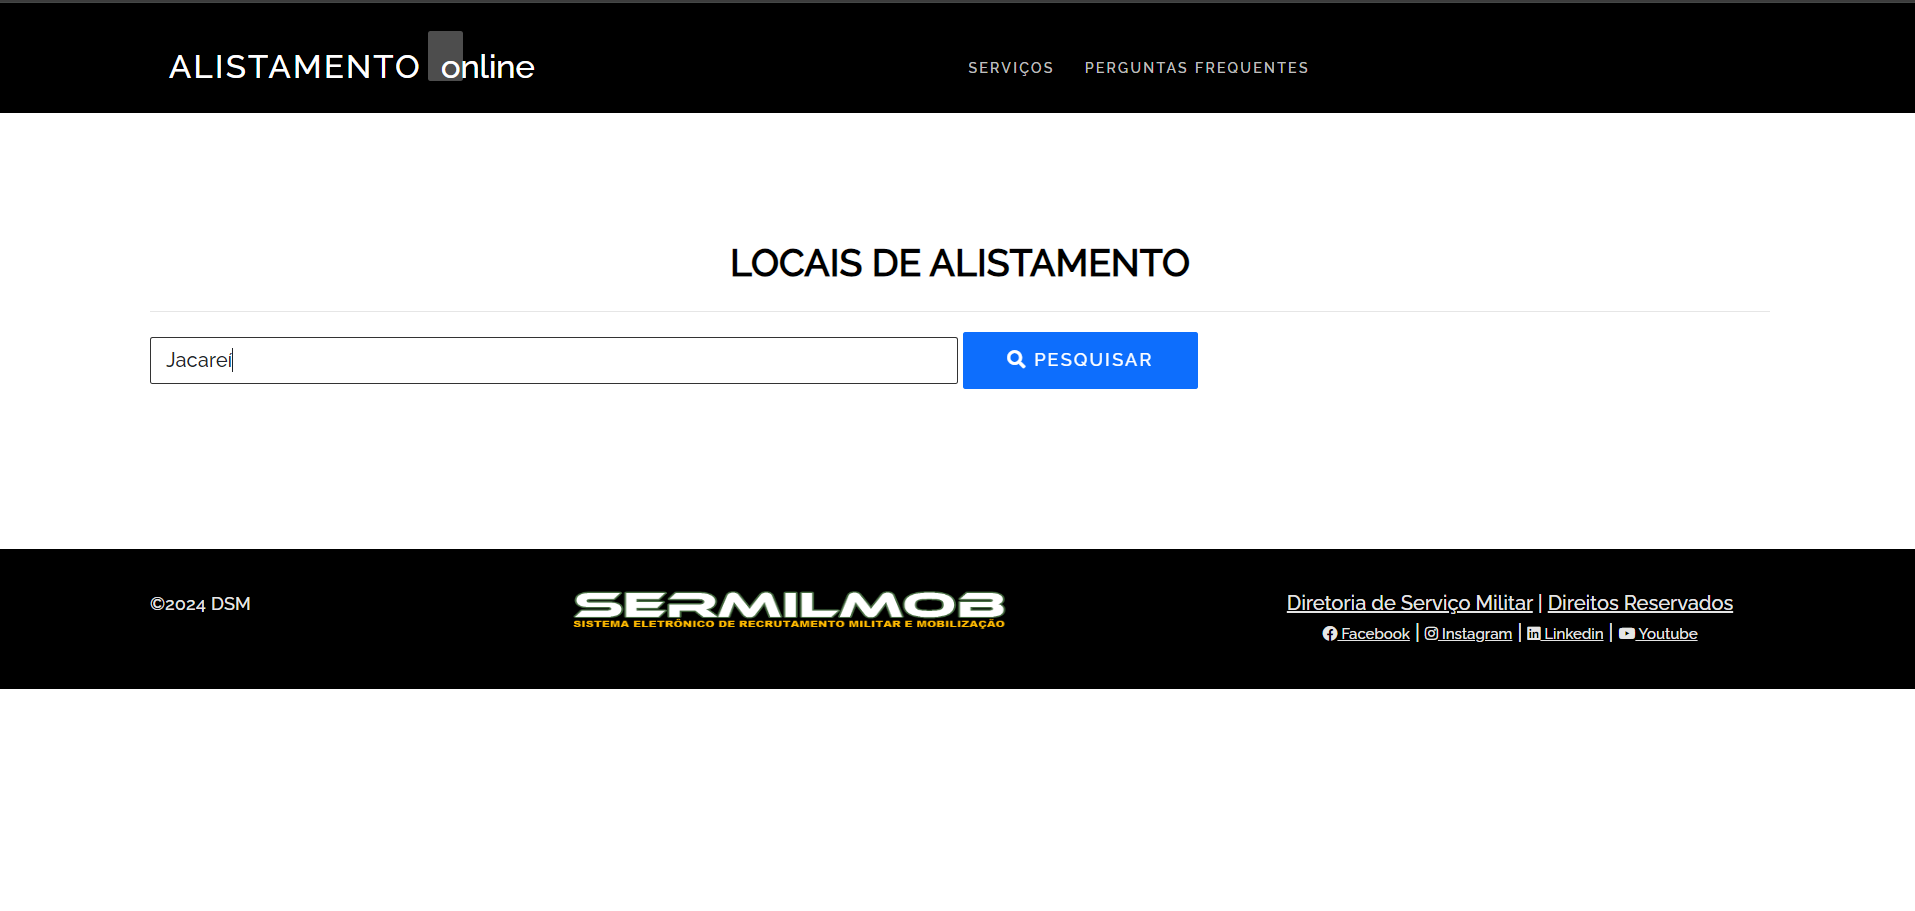 ALISTAMENTO online
SERVIÇOS PERGUNTAS FREQUENTES
LOCAIS DE ALISTAMENTO
Jacareí
PESQUISAR
©2024 DSM
SERMILMOB
SISTEMA ELETRÔNICO DE RECRUTAMENTO MILITAR E MOBILIZAÇÃO
Diretoria de Serviço Militar | Direitos Reservados
Facebook | Instagram | Linkedin | Youtube